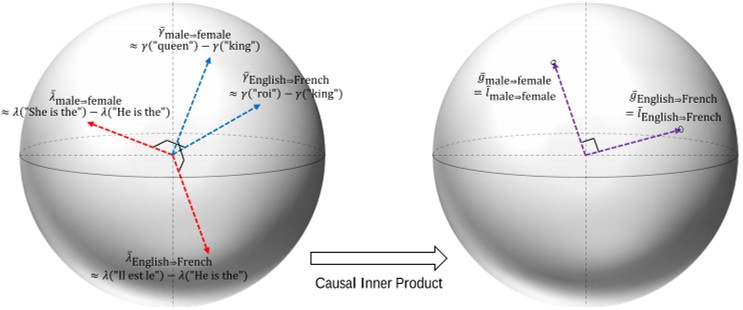 γ̄male⇒female
≈ γ("queen") − γ("king")
γ̄English⇒French
≈ γ("roi") − γ("king")
λ̄male⇒female
≈ λ("She is the") − λ("He is the")
λ̄English⇒French
≈ λ("Il est le") − λ("He is the")
Causal Inner Product
ḡmale⇒female
= l̄male⇒female
ḡEnglish⇒French
= l̄English⇒French